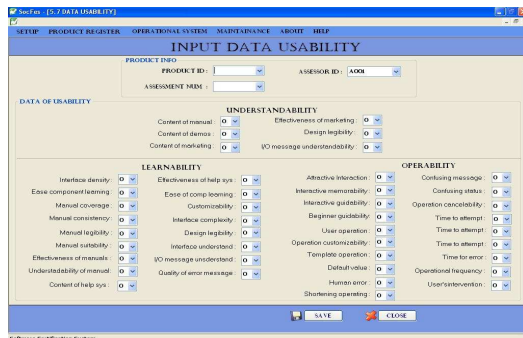 SocFes - [5.7 DATA USABILITY]
SETUP PRODUCT REGISTER OPERATIONAL SYSTEM MAINTAINANCE ABOUT HELP
INPUT DATA USABILITY
PRODUCT INFO
PRODUCT ID :
ASSESSOR ID : A001
ASSESSMENT NUM :
DATA OF USABILITY
UNDERSTANDABILITY
Content of manual 0
Effectiveness of marketing : 0
Content of demos : 0
Design legibility : 0
Content of marketing : 0
I/O message understandability : 0
LEARNABILITY
Interface density : 0
Effectiveness of help sys : 0
Ease component learning : 0
Ease of comp learning : 0
Manual coverage : 0
Customizability : 0
Manual consistency : 0
Interface complexity : 0
Manual legibility : 0
Design legibility : 0
Manual suitability : 0
Interface understand : 0
Effectiveness of manuals : 0
I/O message unsderstand : 0
Understadability of manual : 0
Quality of error message : 0
Content of help sys : 0
OPERABILITY
Attractive Interaction : 0
Confusing message : 0
Interactive memorability : 0
Confusing status : 0
Interactive guidability : 0
Operation cancelability : 0
Beginner guidability 0
Time to attempt : 0
User operation : 0
Time to attempt : 0
Operation customizability : 0
Time to attempt : 0
Template operation : 0
Time for error : 0
Default value : 0
Operational frequency : 0
Human error : 0
User'sintervention : 0
Shortening operating : 0
SAVE CLOSE